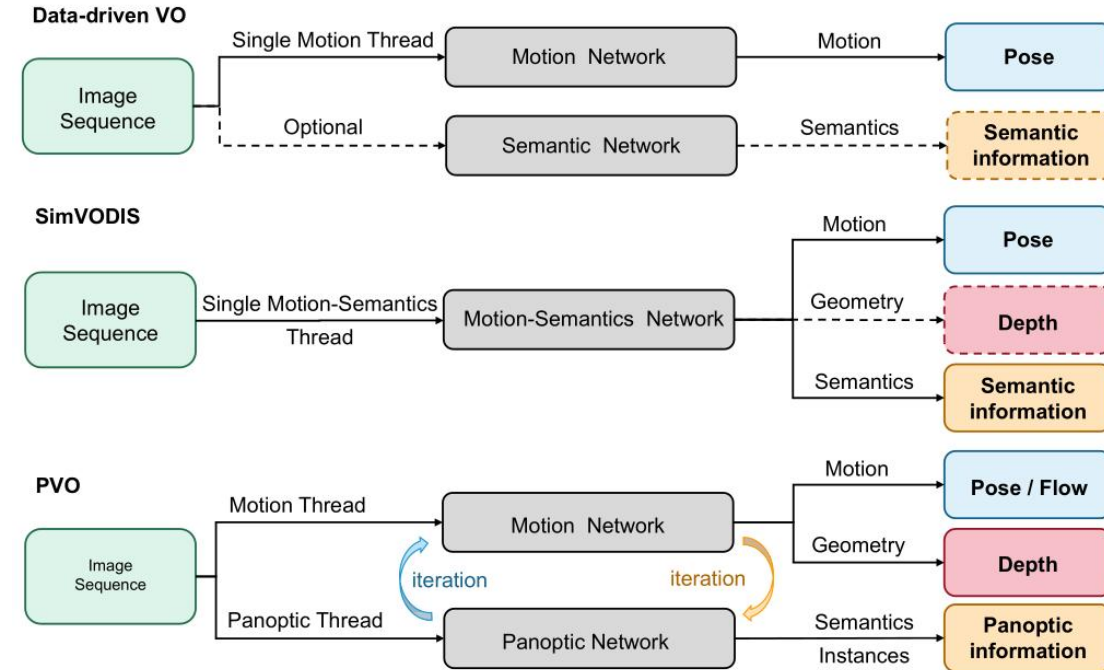 Data-driven VO
Image
Sequence
Single Motion Thread
Motion Network
Motion
Pose
Optional
Semantic Network
Semantics
Semantic
information
SimVODIS
Image
Sequence
Single Motion-Semantics
Thread
Motion-Semantics Network
Motion
Pose
Geometry
Depth
Semantics
Semantic
information
PVO
Image
Sequence
Motion Thread
Motion Network
Motion
Pose / Flow
Geometry
Depth
iteration
iteration
Panoptic Thread
Panoptic Network
Semantics
Instances
Panoptic
information